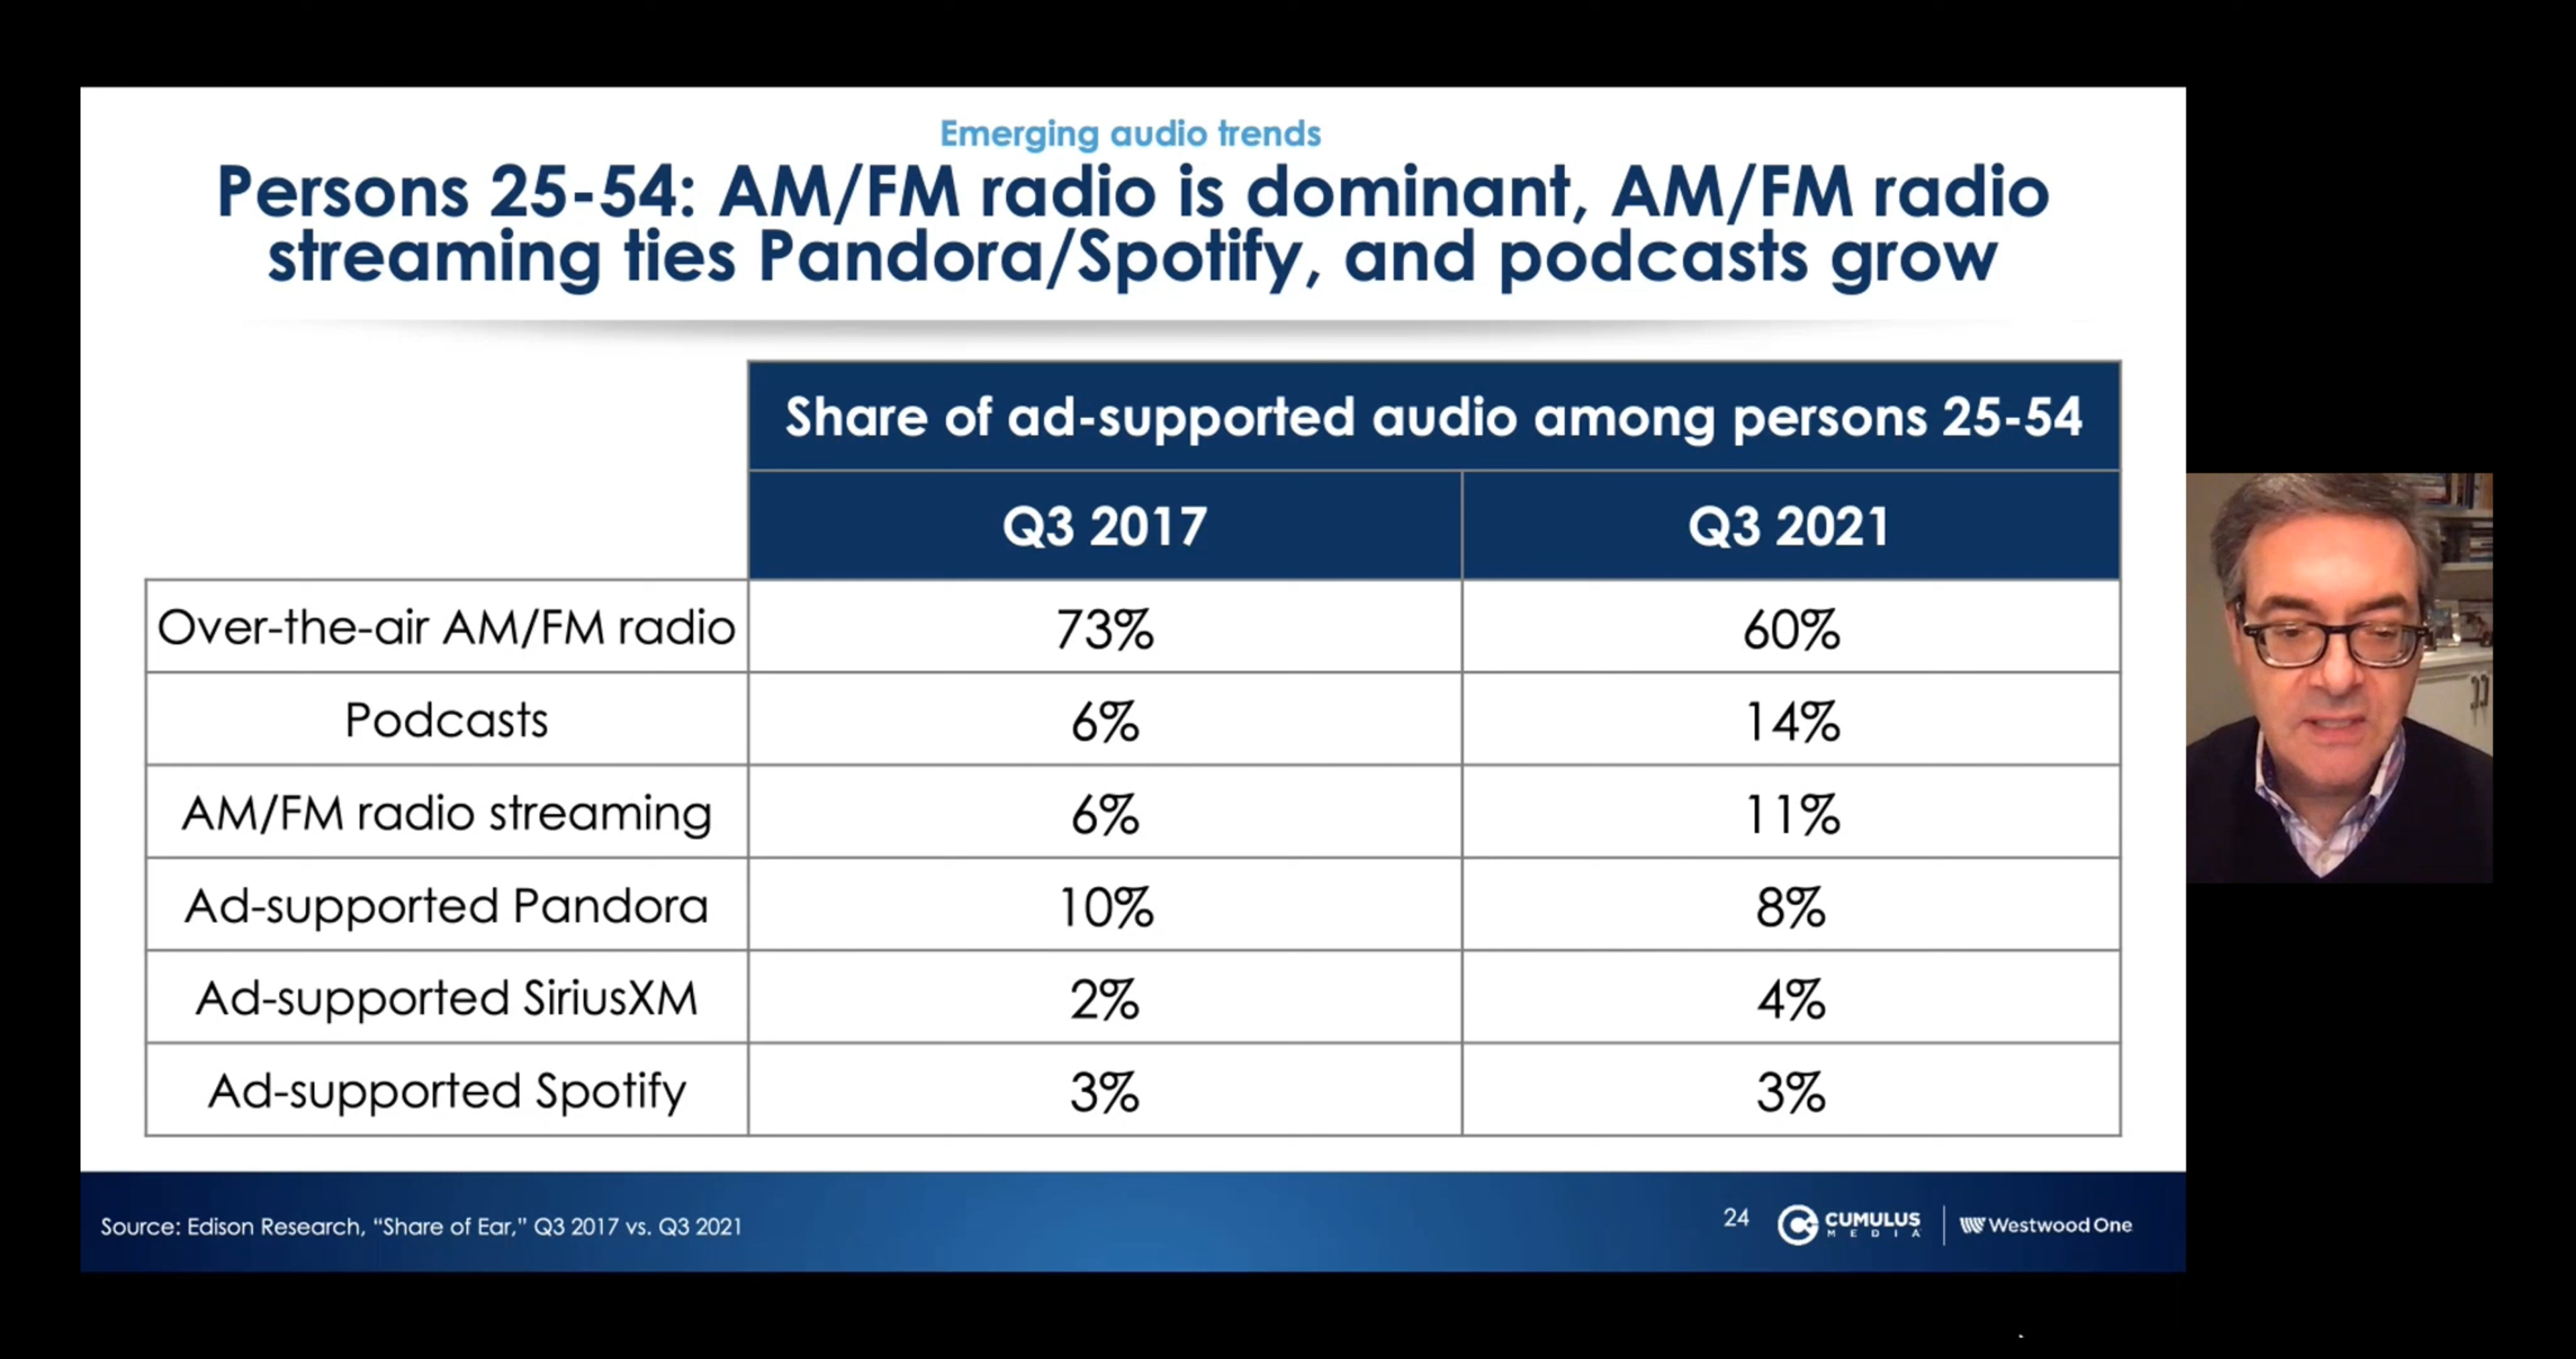 Emerging audio trends
Persons 25-54: AM/FM radio is dominant, AM/FM radio
streaming ties Pandora/Spotify, and podcasts grow
Share of ad-supported audio among persons 25-54
Q3 2017 Q3 2021
Over-the-air AM/FM radio 73% 60%
Podcasts 6% 14%
AM/FM radio streaming 6% 11%
Ad-supported Pandora 10% 8%
Ad-supported SiriusXM 2% 4%
Ad-supported Spotify 3% 3%
Source: Edison Research, “Share of Ear,” Q3 2017 vs. Q3 2021
24
CUMULUS
MEDIA
Westwood One